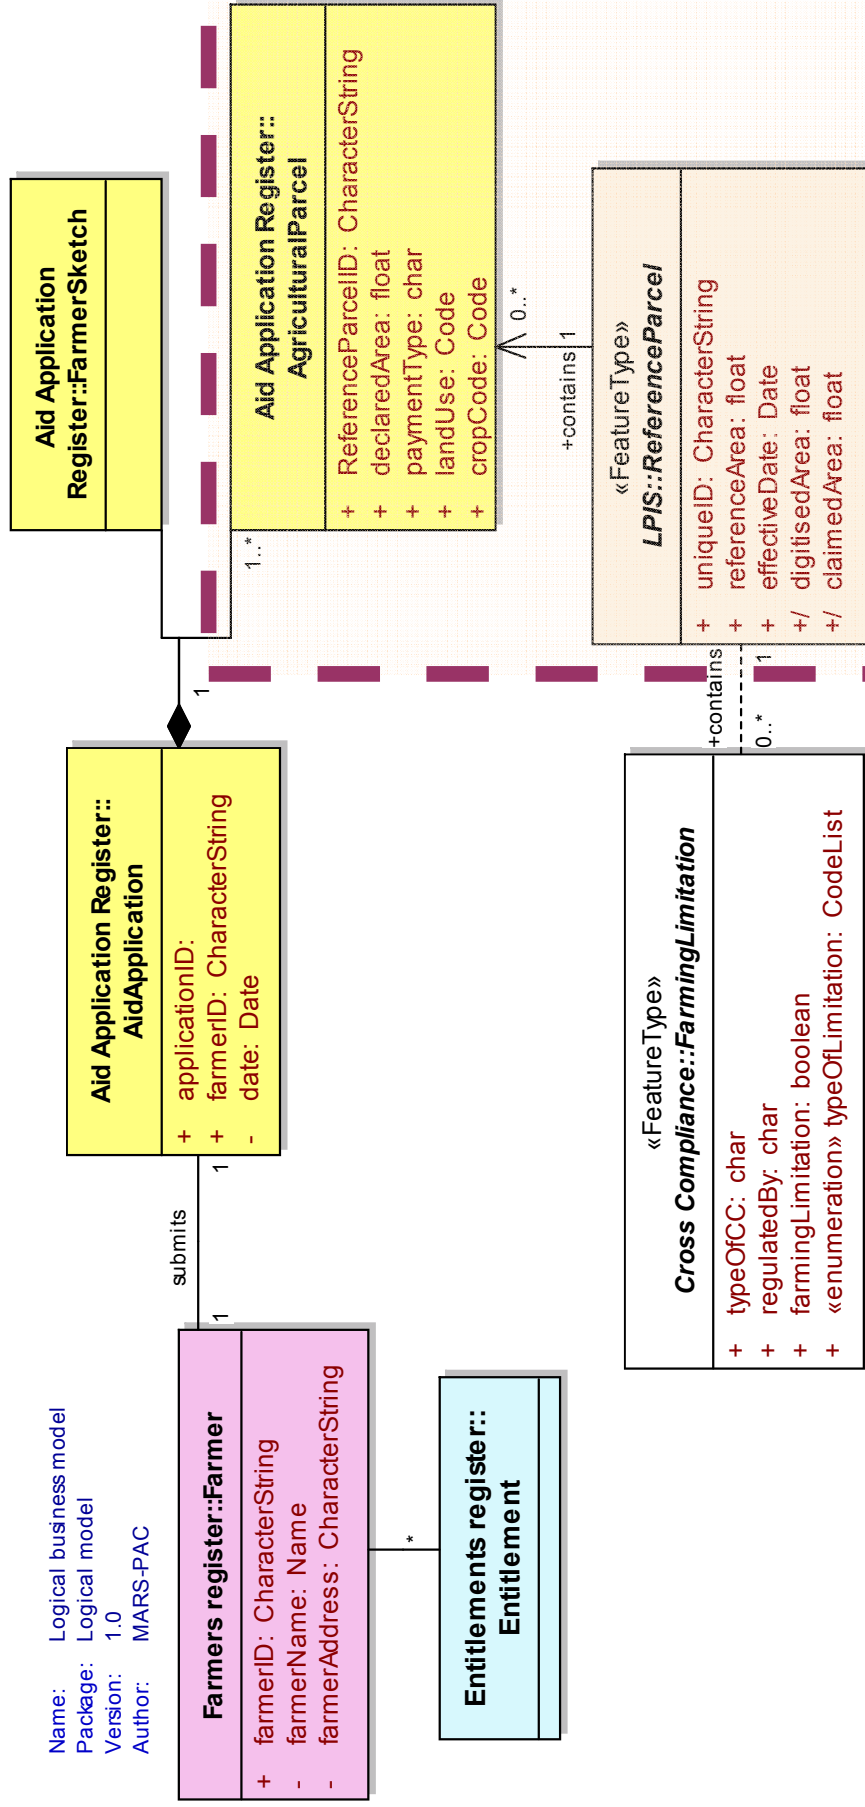 Name: Logical business model
Package: Logical model
Version: 1.0
Author: MARS-PAC
Farmers register::Farmer
+ farmerID: CharacterString
- farmerName: Name
- farmerAddress: CharacterString
1
submits
1
*
Entitlements register::
Entitlement
Aid Application Register::
AidApplication
+ applicationID:
+ farmerID: CharacterString
- date: Date
1
Aid Application
Register::FarmerSketch
1..*
Aid Application Register::
AgriculturalParcel
+ ReferenceParcelID: CharacterString
+ declaredArea: float
+ paymentType: char
+ landUse: Code
+ cropCode: Code
0..*
+contains 1
«FeatureType»
Cross Compliance::FarmingLimitation
+ typeOfCC: char
+ regulatedBy: char
+ farmingLimitation: boolean
+ «enumeration» typeOfLimitation: CodeList
+contains
0..*
1
«FeatureType»
LPIS::ReferenceParcel
+ uniqueID: CharacterString
+ referenceArea: float
+ effectiveDate: Date
+/ digitisedArea: float
+/ claimedArea: float